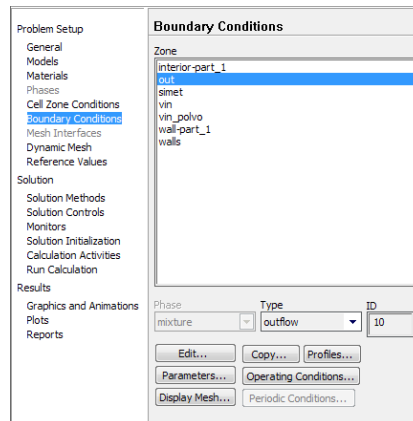 Problem Setup
General
Models
Materials
Phases
Cell Zone Conditions
Boundary Conditions
Mesh Interfaces
Dynamic Mesh
Reference Values
Solution
Solution Methods
Solution Controls
Monitors
Solution Initialization
Calculation Activities
Run Calculation
Results
Graphics and Animations
Plots
Reports
Boundary Conditions
Zone
interior-part_1
out
simet
vin
vin_polvo
wall-part_1
walls
Phase Type ID
mixture outflow 10
Edit... Copy... Profiles...
Parameters... Operating Conditions...
Display Mesh... Periodic Conditions...